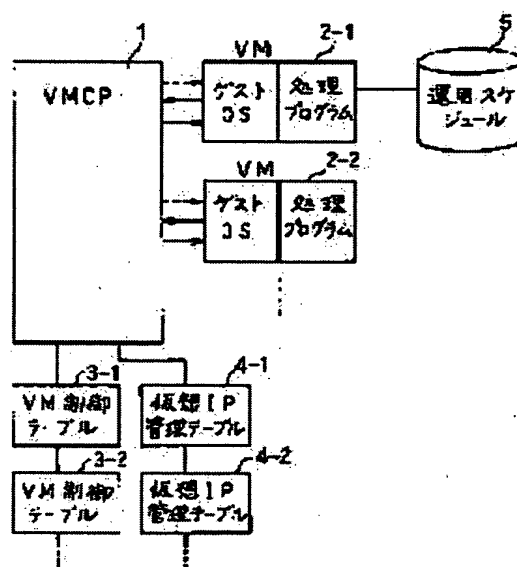 1
VMCP
VM
2-1
ゲスト
OS
処理
プログラム
5
運用スケ
ジュール
VM
2-2
ゲスト
OS
処理
プログラム
3-1
VM制御
テーブル
4-1
仮想IP
管理テーブル
3-2
VM制御
テーブル
4-2
仮想IP
管理テーブル